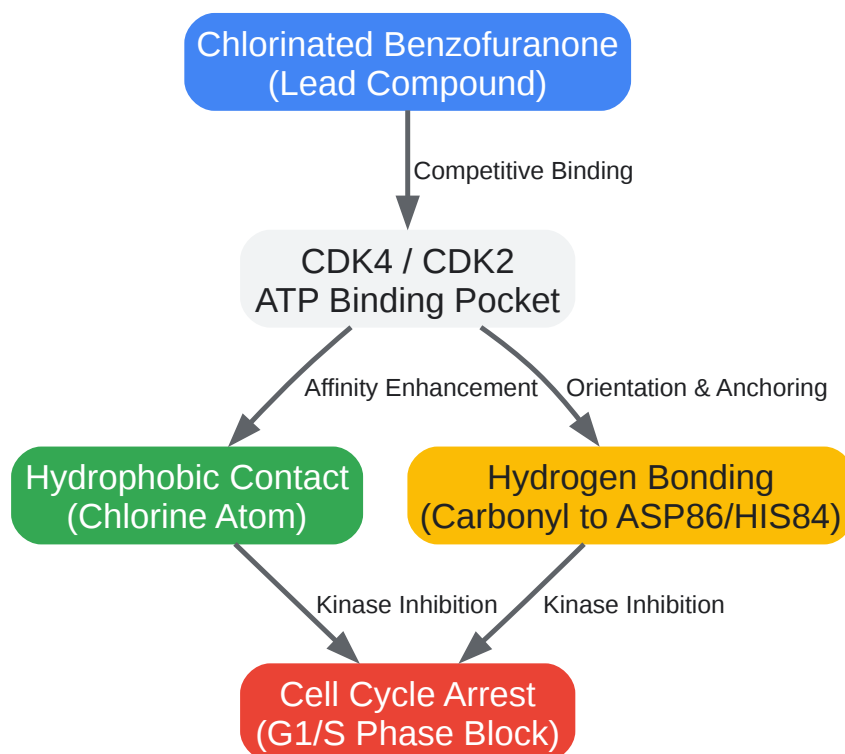 Chlorinated Benzofuranone
(Lead Compound)
Competitive Binding
CDK4 / CDK2
ATP Binding Pocket
Affinity Enhancement
Orientation & Anchoring
Hydrophobic Contact
(Chlorine Atom)
Hydrogen Bonding
(Carbonyl to ASP86/HIS84)
Kinase Inhibition
Kinase Inhibition
Cell Cycle Arrest
(G1/S Phase Block)